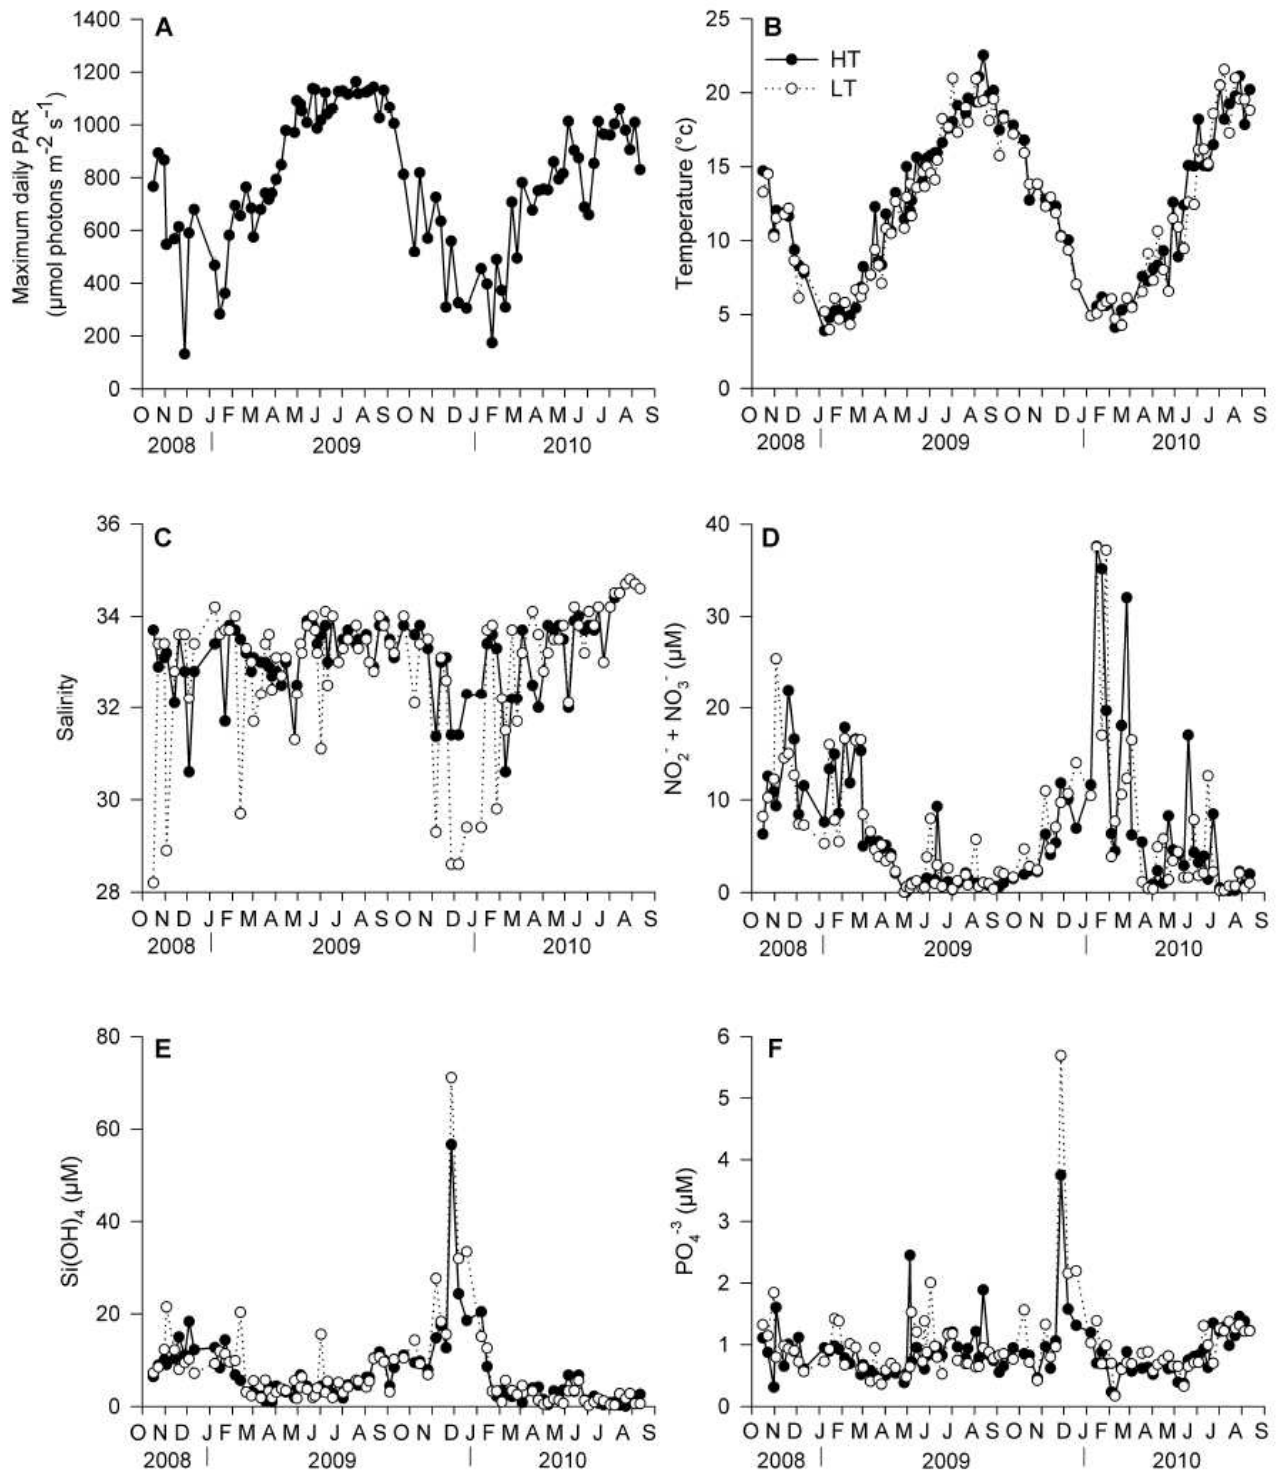 A
Maximum daily PAR
(µmol photons m⁻² s⁻¹)
1400
1200
1000
800
600
400
200
0
O N D J F M A M J J A S O N D J F M A M J J A S
2008 | 2009 | 2010
B
HT
LT
Temperature (°c)
25
20
15
10
5
0
O N D J F M A M J J A S O N D J F M A M J J A S
2008 | 2009 | 2010
C
Salinity
36
34
32
30
28
O N D J F M A M J J A S O N D J F M A M J J A S
2008 | 2009 | 2010
D
NO₂⁻ + NO₃⁻ (µM)
40
30
20
10
0
O N D J F M A M J J A S O N D J F M A M J J A S
2008 | 2009 | 2010
E
Si(OH)₄ (µM)
80
60
40
20
0
O N D J F M A M J J A S O N D J F M A M J J A S
2008 | 2009 | 2010
F
PO₄⁻³ (µM)
6
5
4
3
2
1
0
O N D J F M A M J J A S O N D J F M A M J J A S
2008 | 2009 | 2010